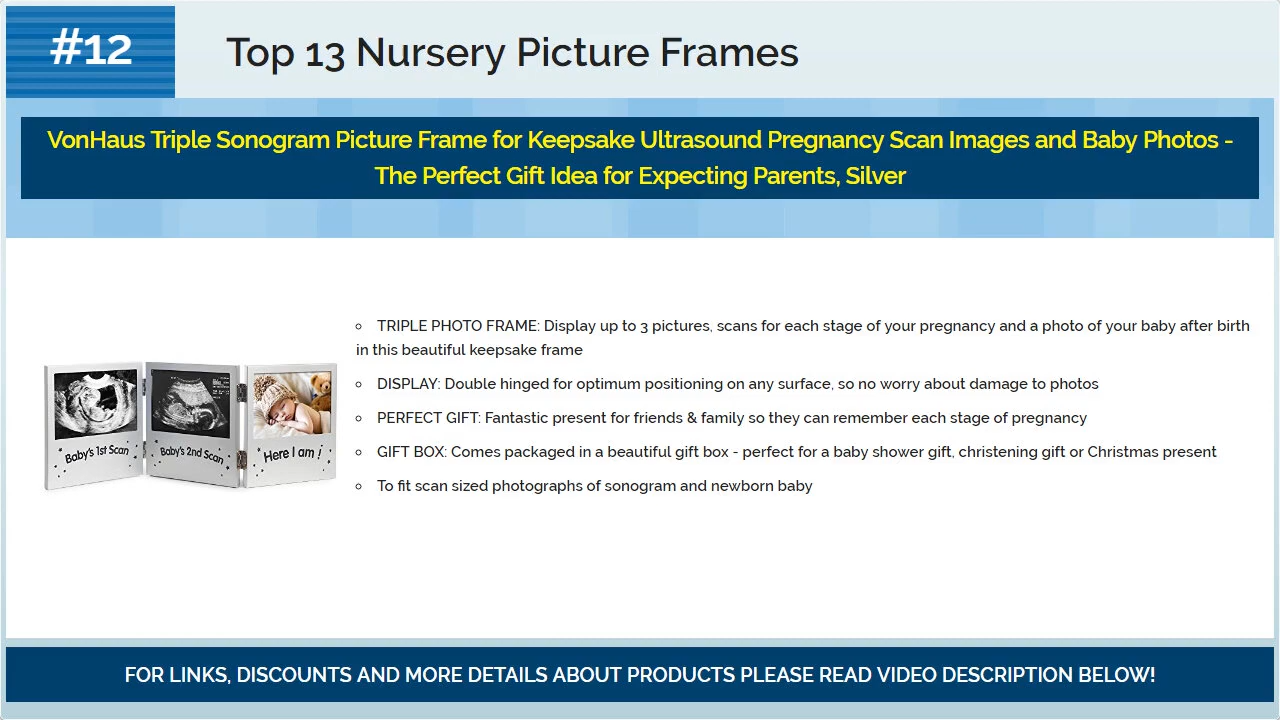 #12
Top 13 Nursery Picture Frames
VonHaus Triple Sonogram Picture Frame for Keepsake Ultrasound Pregnancy Scan Images and Baby Photos -
The Perfect Gift Idea for Expecting Parents, Silver
TRIPLE PHOTO FRAME: Display up to 3 pictures, scans for each stage of your pregnancy and a photo of your baby after birth
in this beautiful keepsake frame
DISPLAY: Double hinged for optimum positioning on any surface, so no worry about damage to photos
PERFECT GIFT: Fantastic present for friends & family so they can remember each stage of pregnancy
GIFT BOX: Comes packaged in a beautiful gift box - perfect for a baby shower gift, christening gift or Christmas present
To fit scan sized photographs of sonogram and newborn baby
Baby's 1st Scan
Baby's 2nd Scan
Here I am!
FOR LINKS, DISCOUNTS AND MORE DETAILS ABOUT PRODUCTS PLEASE READ VIDEO DESCRIPTION BELOW!